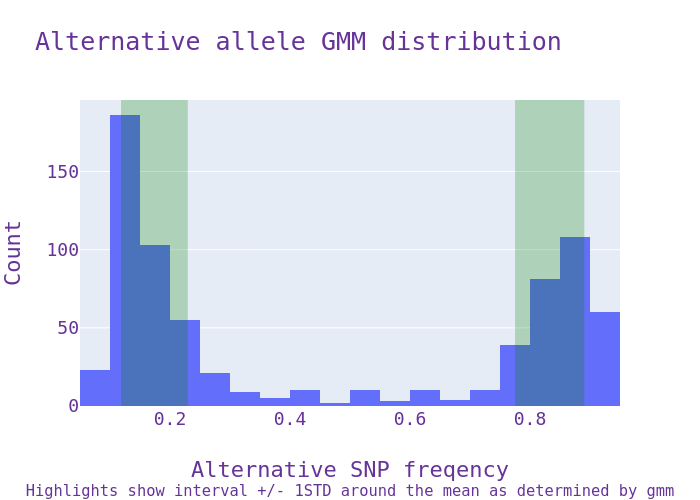 Alternative allele GMM distribution
Count
150
100
50
0
0.2 0.4 0.6 0.8
Alternative SNP freqency
Highlights show interval +/- 1STD around the mean as determined by gmm